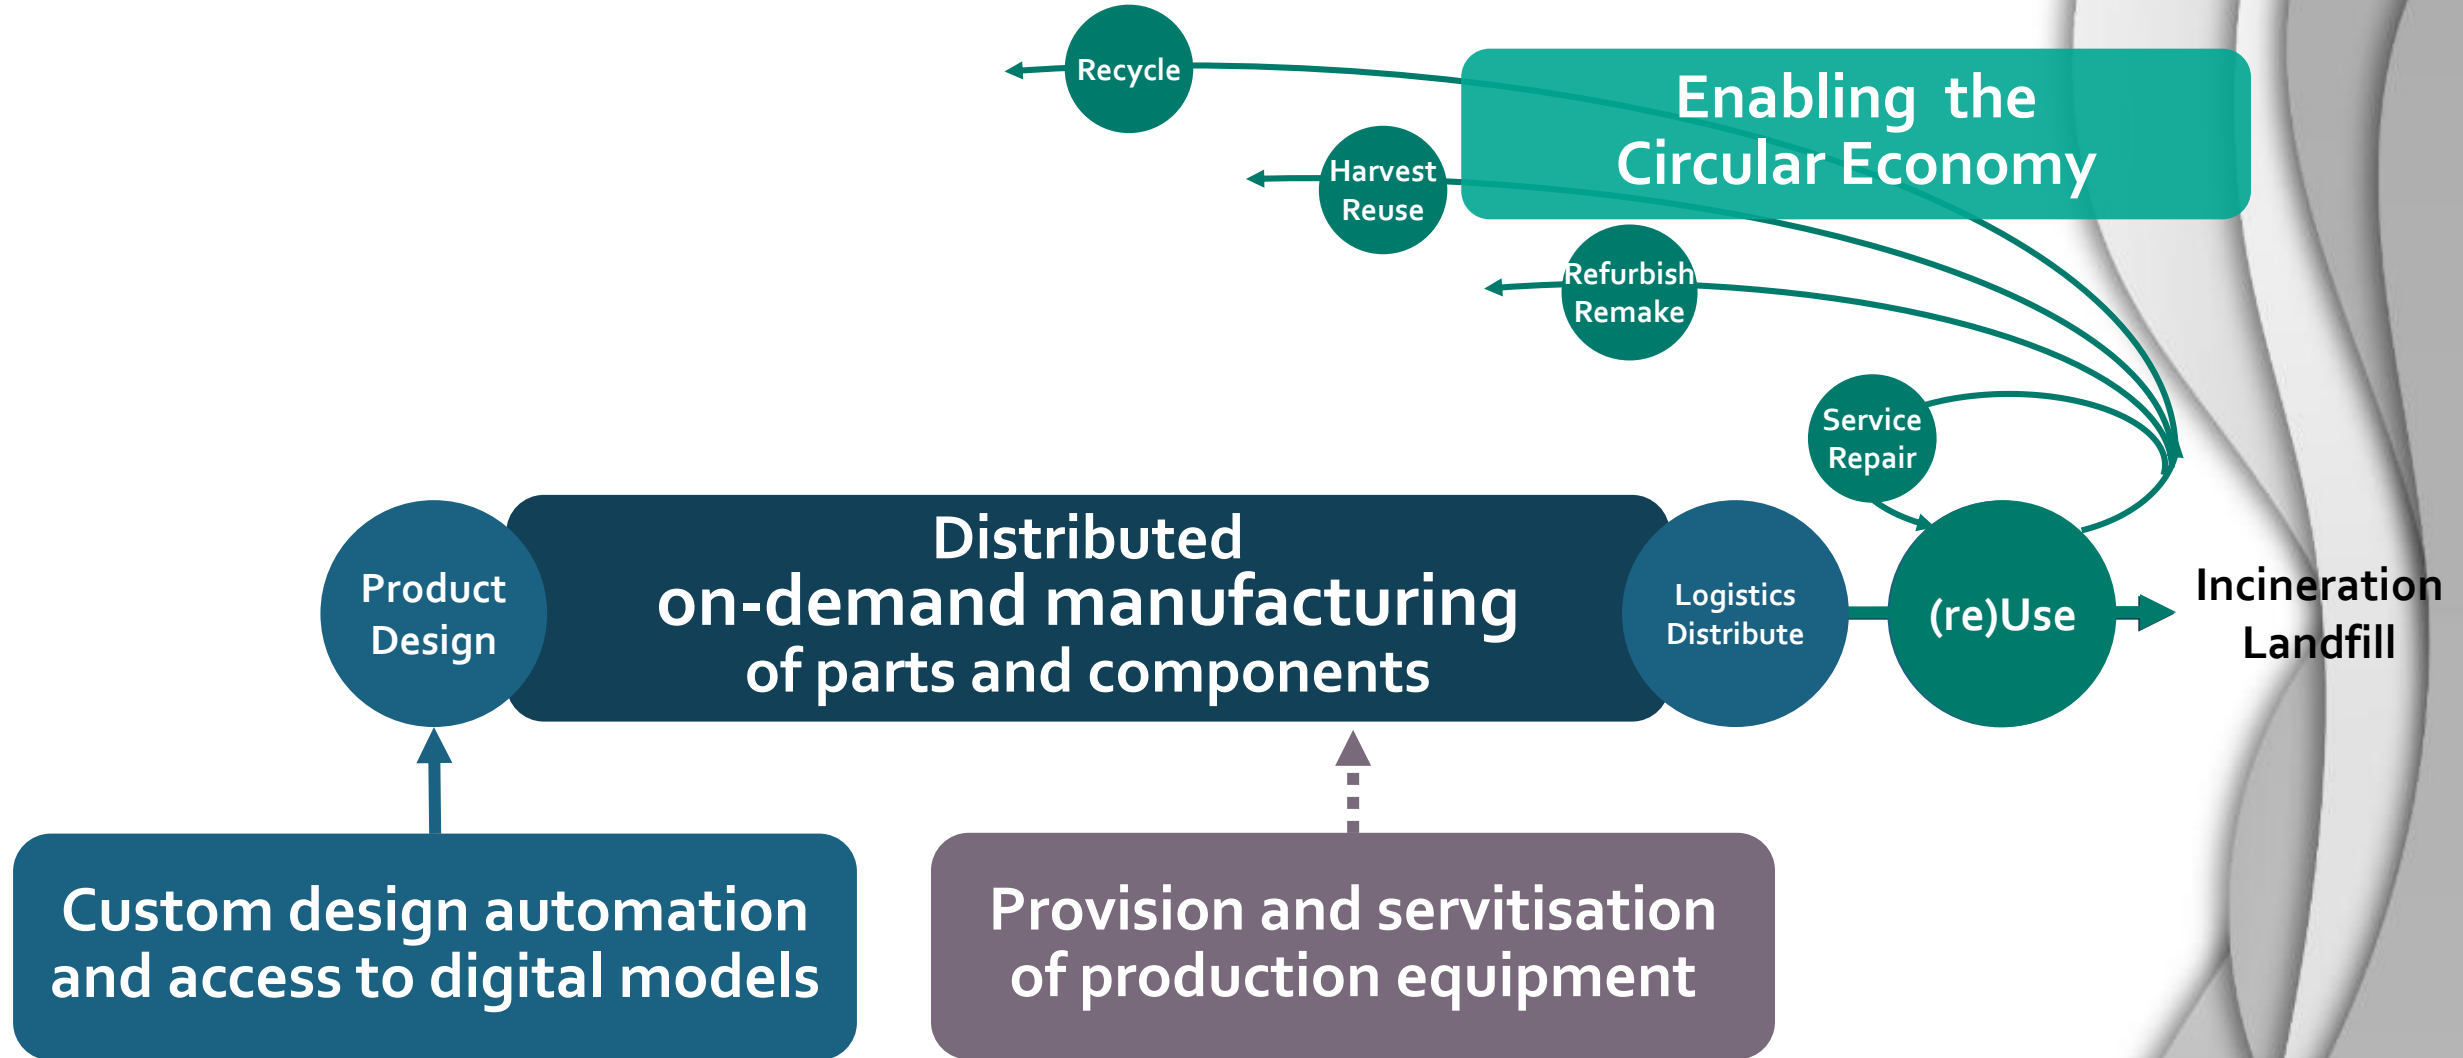 Recycle
Enabling the
Circular Economy
Harvest
Reuse
Refurbish
Remake
Service
Repair
Product
Design
Distributed
on-demand manufacturing
of parts and components
Logistics
Distribute
(re)Use
Incineration
Landfill
Custom design automation
and access to digital models
Provision and servitisation
of production equipment